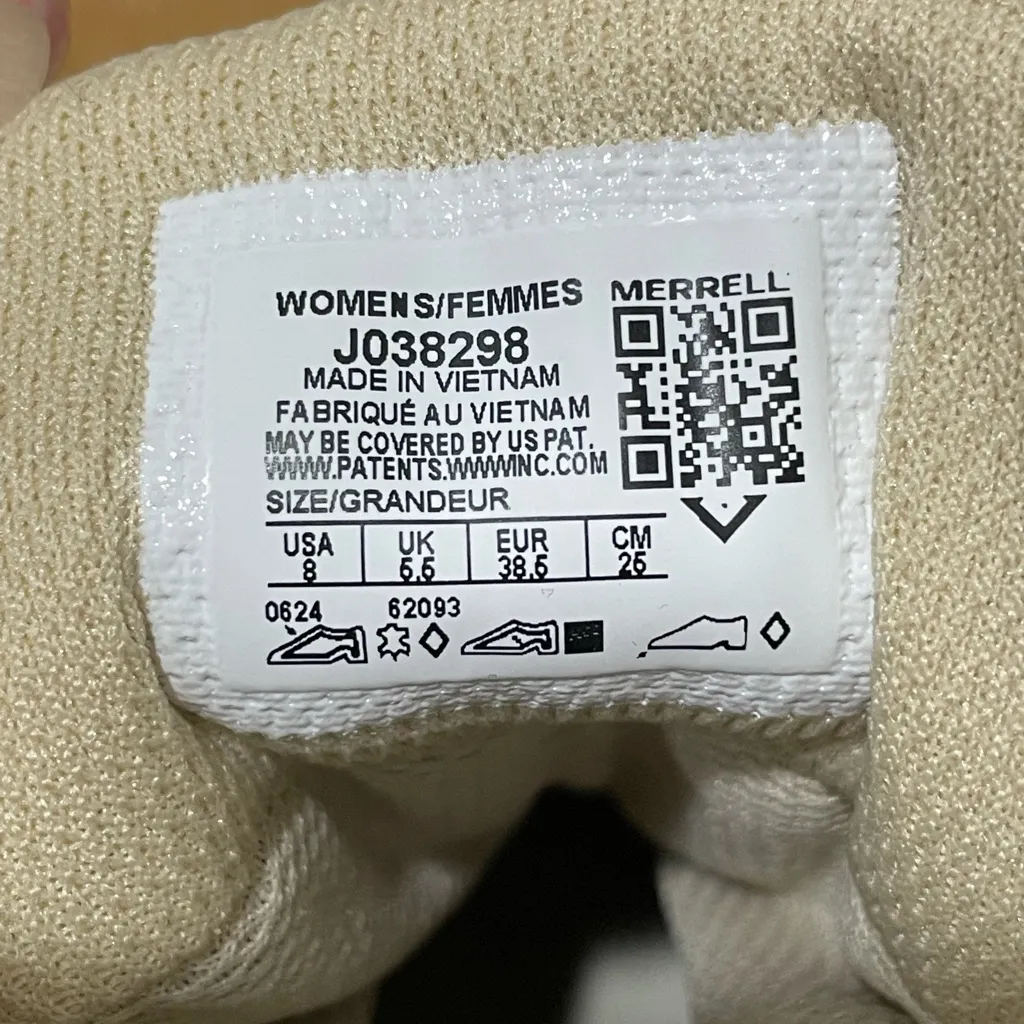 WOMENS/FEMMES
MERRELL
J038298
MADE IN VIETNAM
FABRIQUÉ AU VIETNAM
MAY BE COVERED BY US PAT.
WWW.PATENTS.WWWINC.COM
SIZE/GRANDEUR
USA UK EUR CM
8 5.5 38.5 25
0624 62093